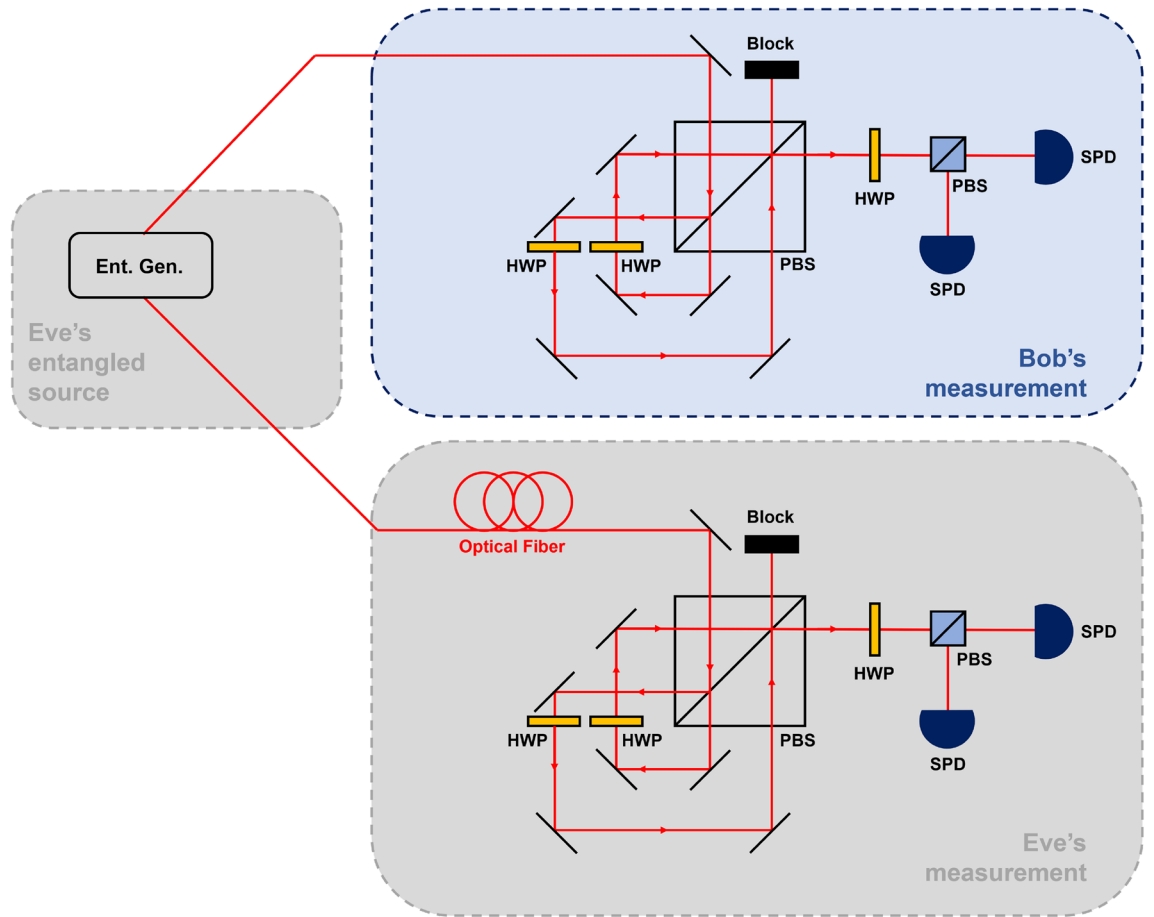 Block
SPD
HWP
PBS
Ent. Gen.
HWP
HWP
PBS
SPD
Eve's
entangled
source
Bob's
measurement
Block
Optical Fiber
SPD
PBS
HWP
HWP
HWP
PBS
SPD
Eve's
measurement